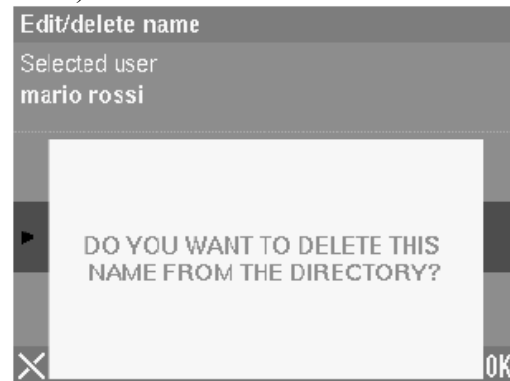 Edit/delete name
Selected user
mario rossi
DO YOU WANT TO DELETE THIS
NAME FROM THE DIRECTORY?
OK